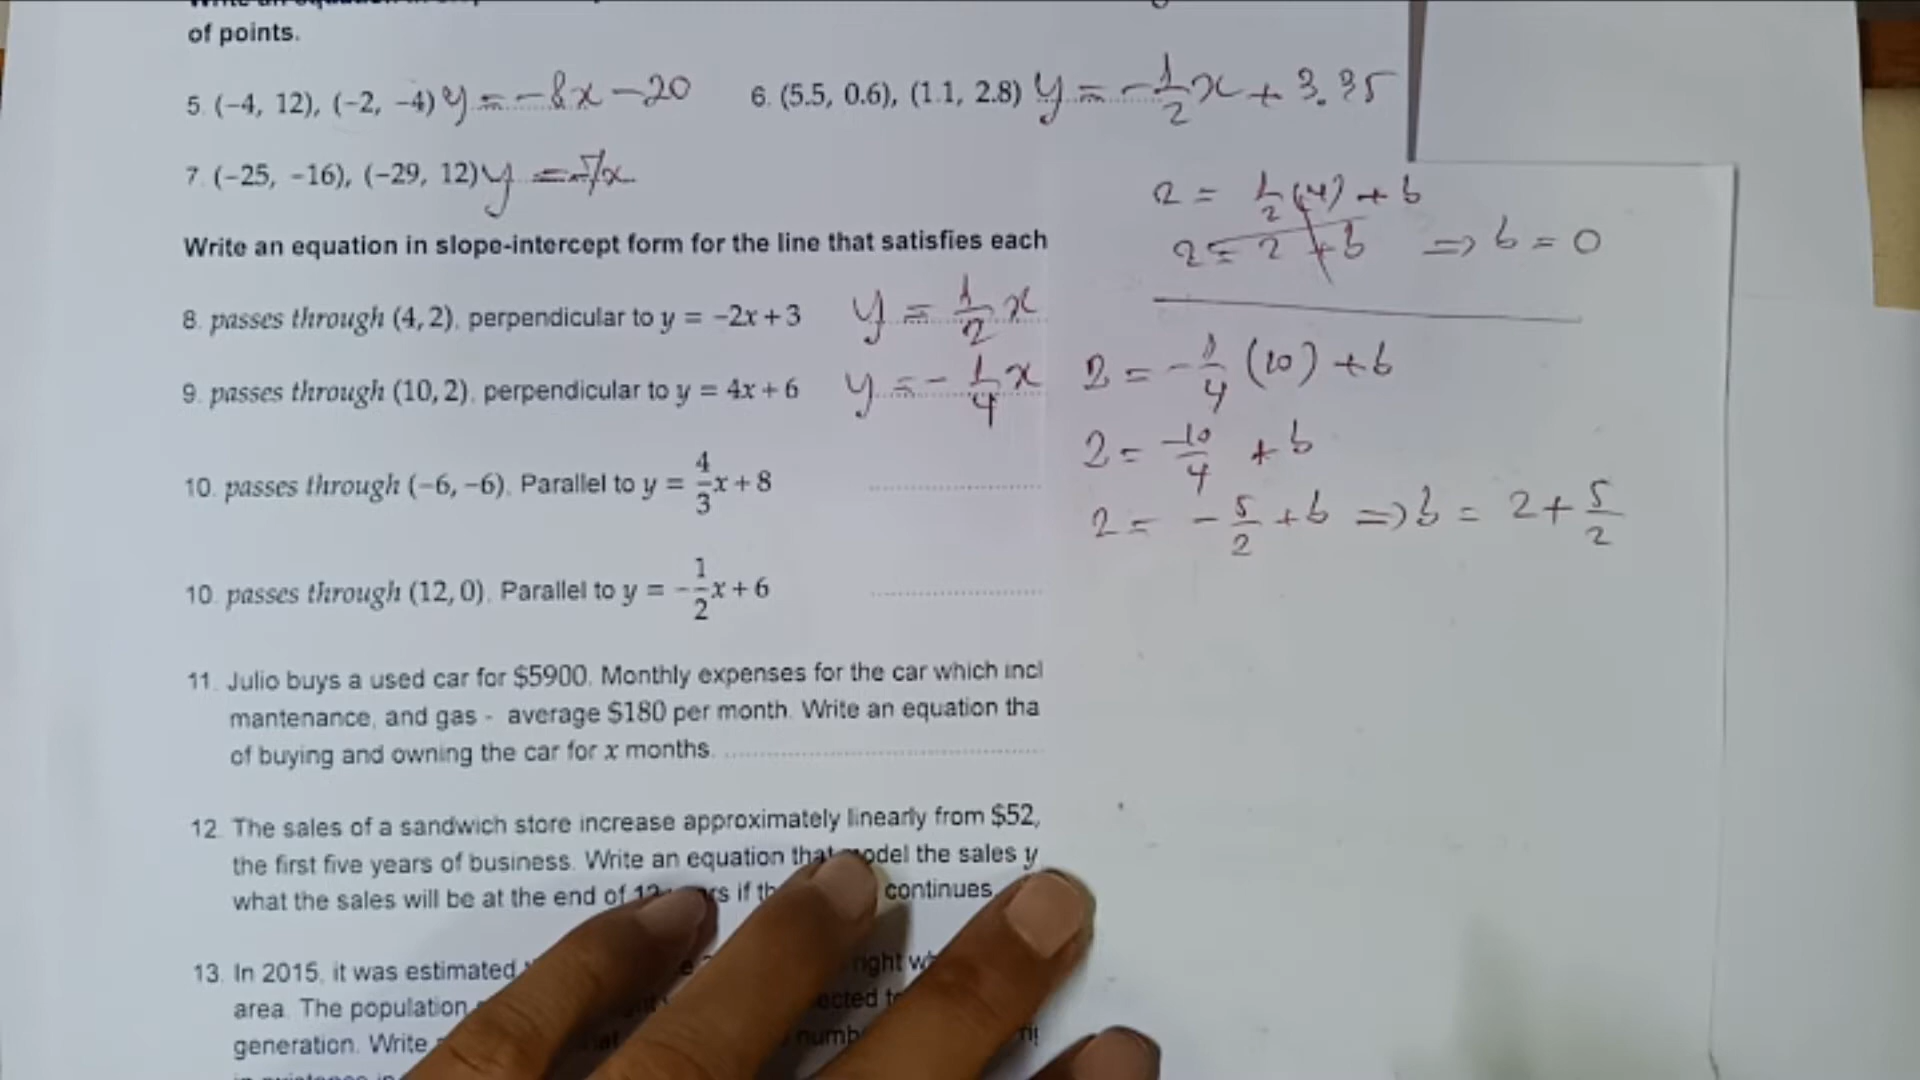 of points.
5. (−4, 12), (−2, −4) y = −8x − 20
6. (5.5, 0.6), (1.1, 2.8) y = −1/2 x + 3.35
7. (−25, −16), (−29, 12) y = −7x
Write an equation in slope-intercept form for the line that satisfies each
8. passes through (4, 2), perpendicular to y = −2x + 3 y = 1/2 x
9. passes through (10, 2), perpendicular to y = 4x + 6 y = −1/4 x
10. passes through (−6, −6). Parallel to y = 4/3 x + 8
10. passes through (12, 0). Parallel to y = −1/2 x + 6
11. Julio buys a used car for $5900. Monthly expenses for the car which incl
mantenance, and gas - average $180 per month. Write an equation tha
of buying and owning the car for x months.
12. The sales of a sandwich store increase approximately linearly from $52,
the first five years of business. Write an equation that model the sales y
what the sales will be at the end of if continues
13. In 2015, it was estimated right
area. The population
generation. Write
2 = 1/2 (4) + b
2 = 2 + b ⇒ b = 0
2 = −1/4 (10) + b
2 = −10/4 + b
2 = −5/2 + b ⇒ b = 2 + 5/2